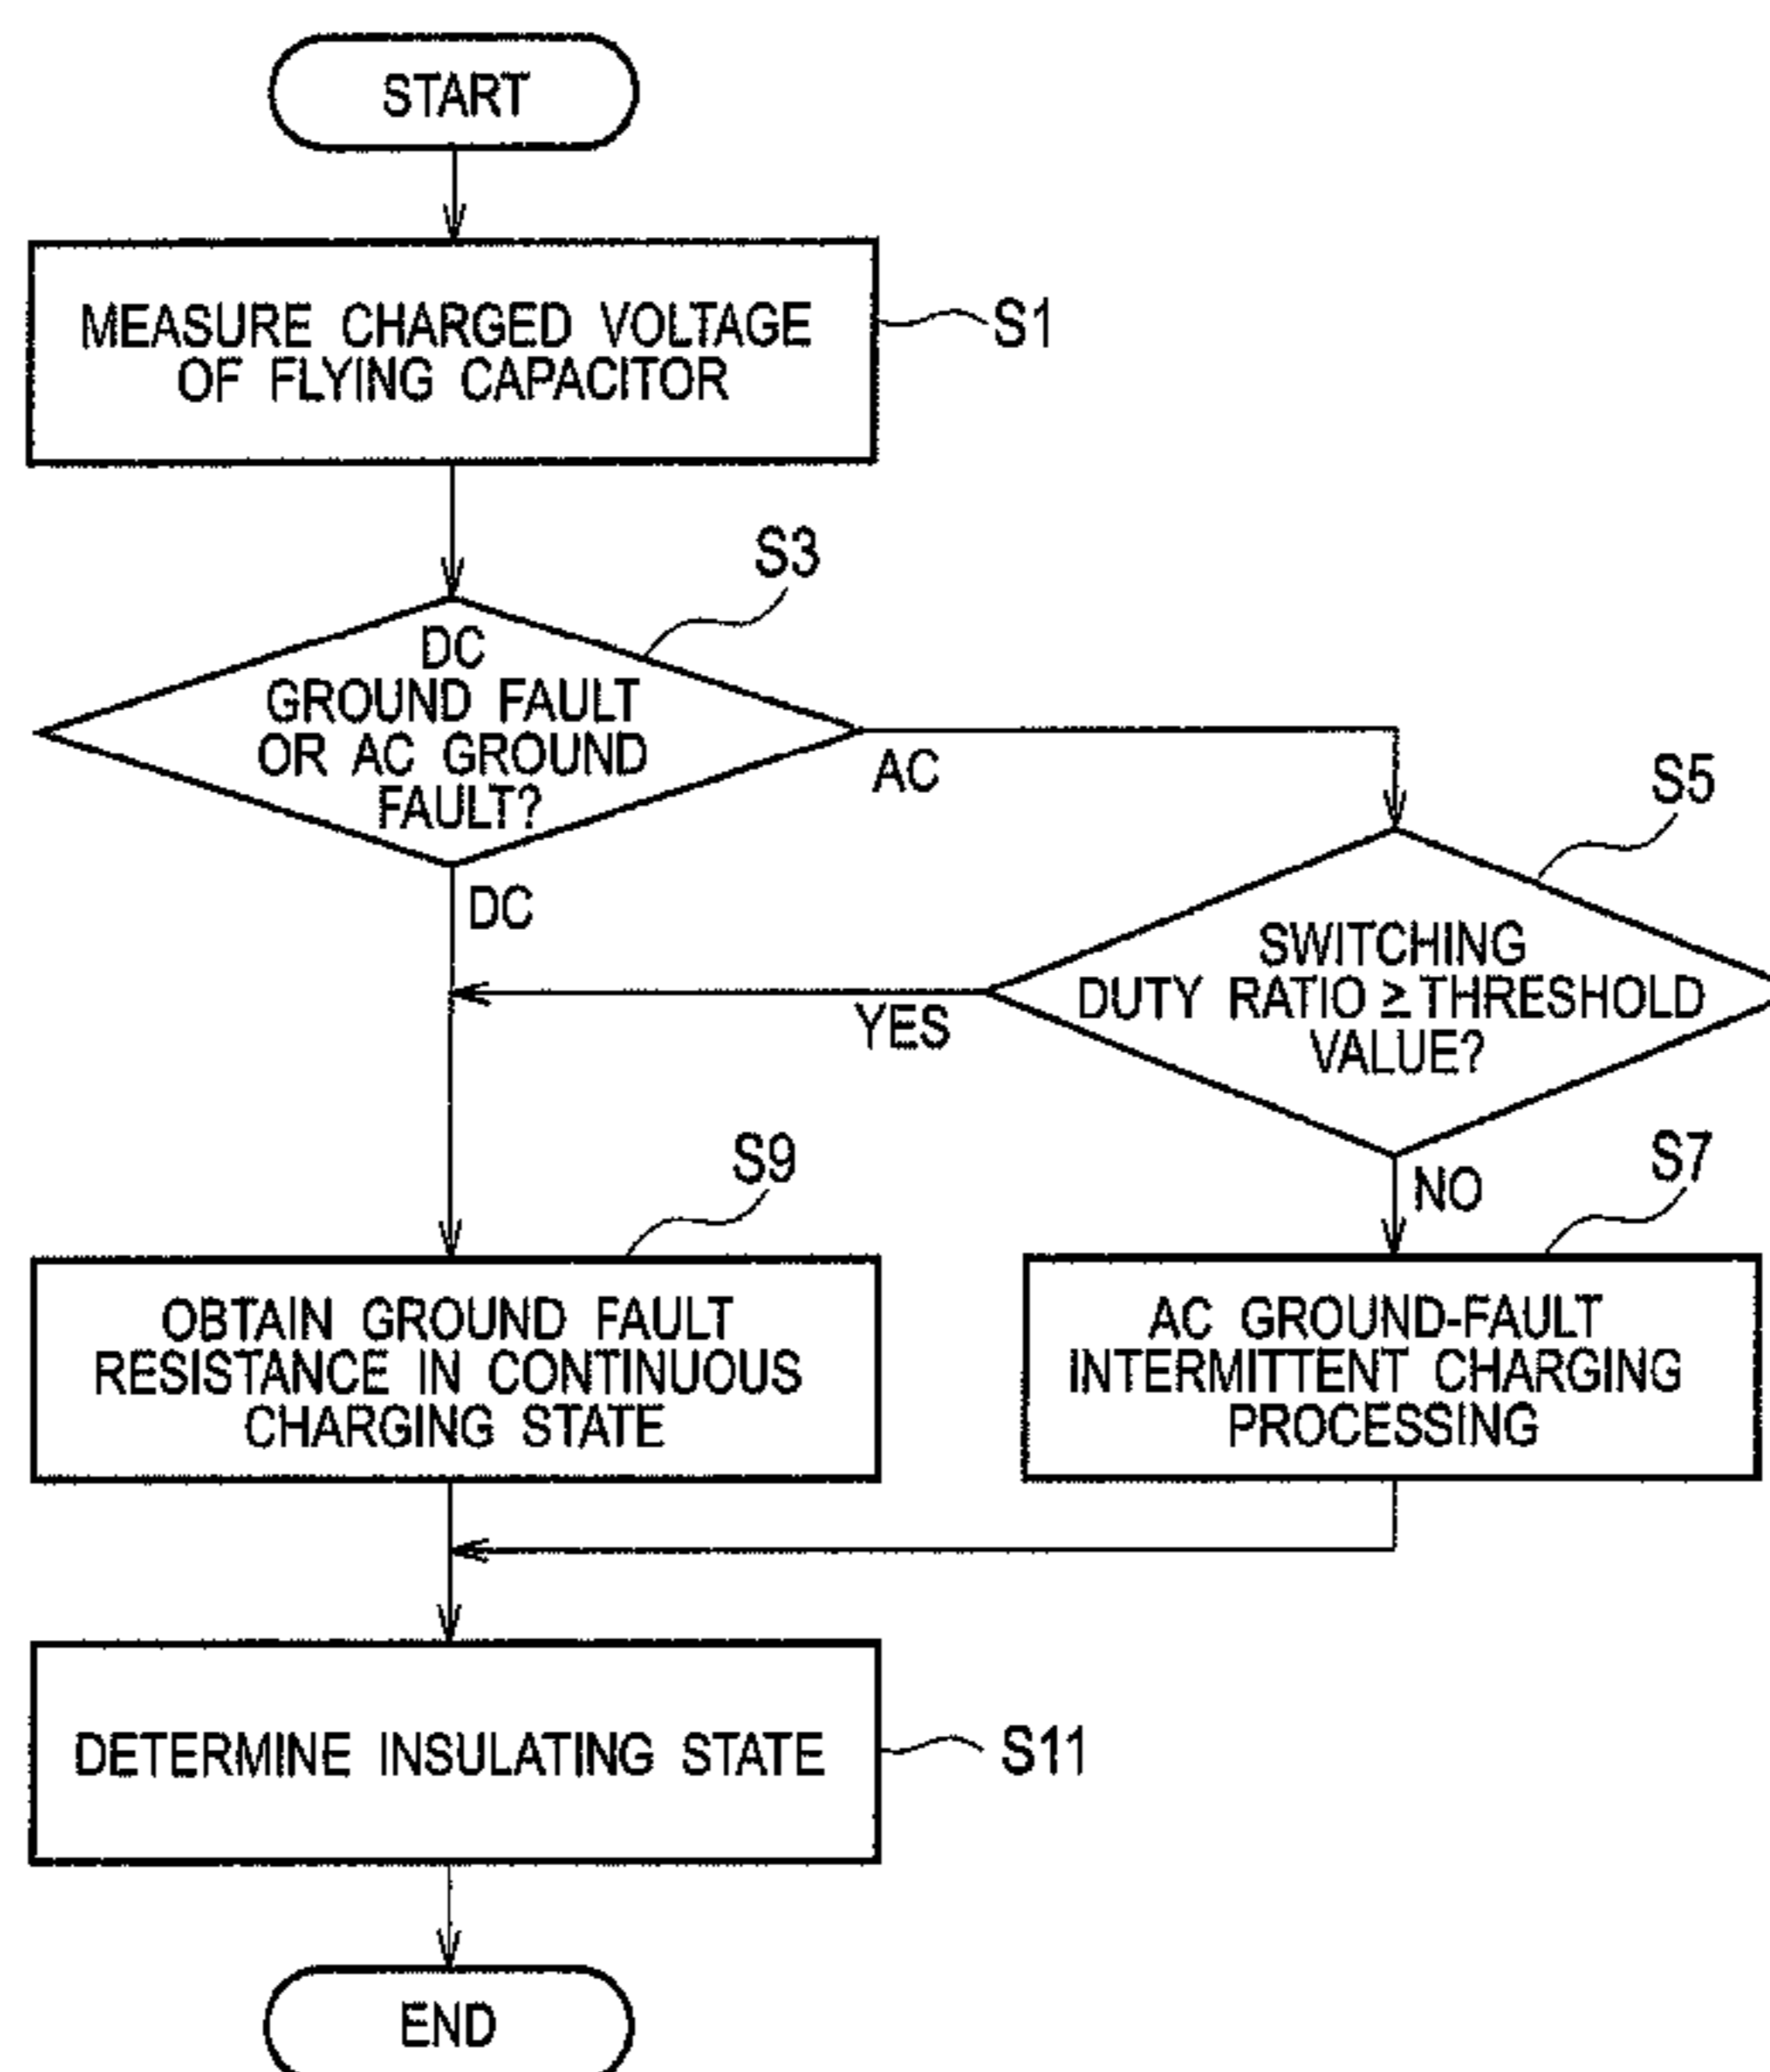 START
MEASURE CHARGED VOLTAGE
OF FLYING CAPACITOR
S1
S3
DC
GROUND FAULT
OR AC GROUND
FAULT?
AC
DC
S5
SWITCHING
DUTY RATIO ≥ THRESHOLD
VALUE?
YES
NO
S9
S7
OBTAIN GROUND FAULT
RESISTANCE IN CONTINUOUS
CHARGING STATE
AC GROUND-FAULT
INTERMITTENT CHARGING
PROCESSING
DETERMINE INSULATING STATE
S11
END